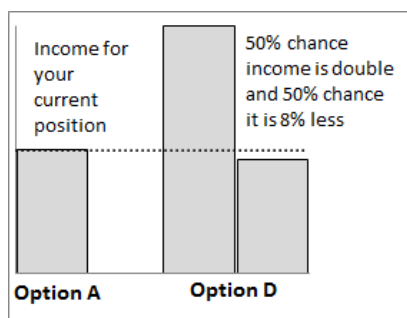 Income for
your
current
position
50% chance
income is double
and 50% chance
it is 8% less
Option A
Option D